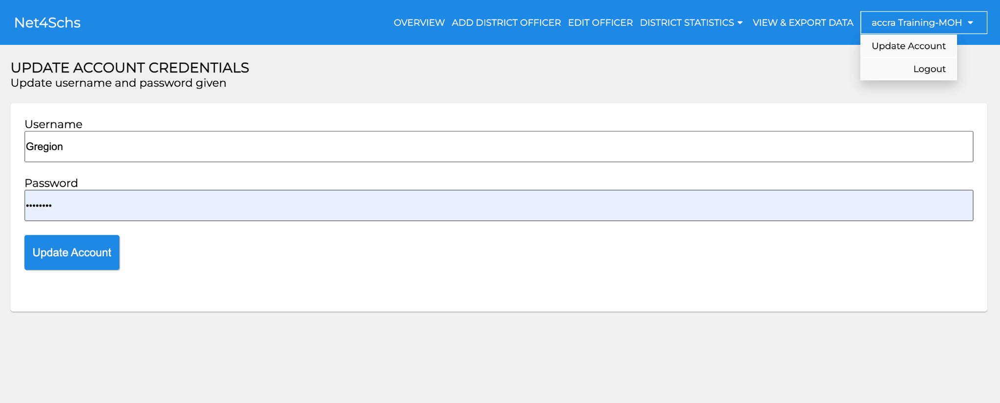 Net4Schs
OVERVIEW ADD DISTRICT OFFICER EDIT OFFICER DISTRICT STATISTICS VIEW & EXPORT DATA accra Training-MOH
Update Account
Logout
UPDATE ACCOUNT CREDENTIALS
Update username and password given
Username
Gregion
Password
••••••••
Update Account